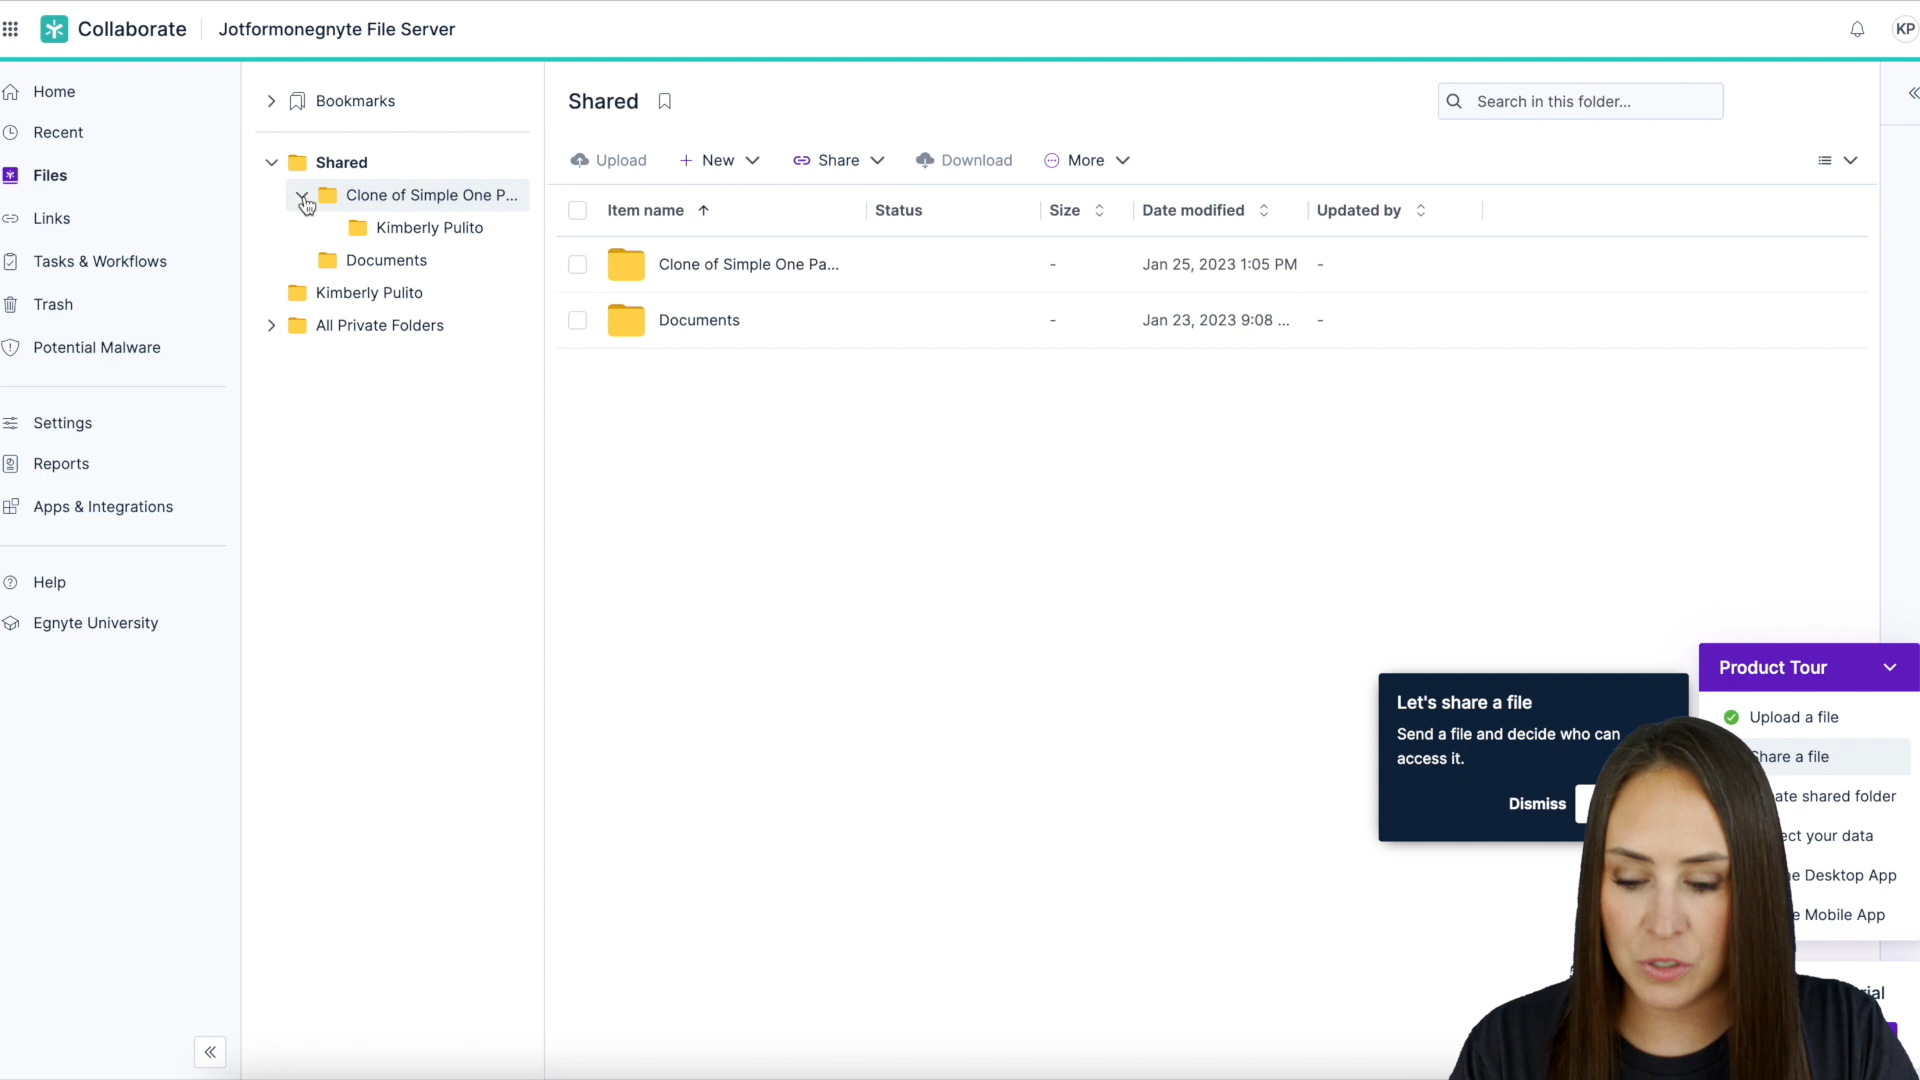 Collaborate
Jotformonegnyte File Server
KP
Home
Recent
Files
Links
Tasks & Workflows
Trash
Potential Malware
Settings
Reports
Apps & Integrations
Help
Egnyte University
Bookmarks
Shared
Clone of Simple One P...
Kimberly Pulito
Documents
Kimberly Pulito
All Private Folders
Shared
Search in this folder...
Upload
New
Share
Download
More
Item name
Status
Size
Date modified
Updated by
Clone of Simple One Pa...
-
Jan 25, 2023 1:05 PM
-
Documents
-
Jan 23, 2023 9:08 ...
-
Let's share a file
Send a file and decide who can
access it.
Dismiss
Product Tour
Upload a file
Share a file
shared folder
your data
Desktop App
Mobile App